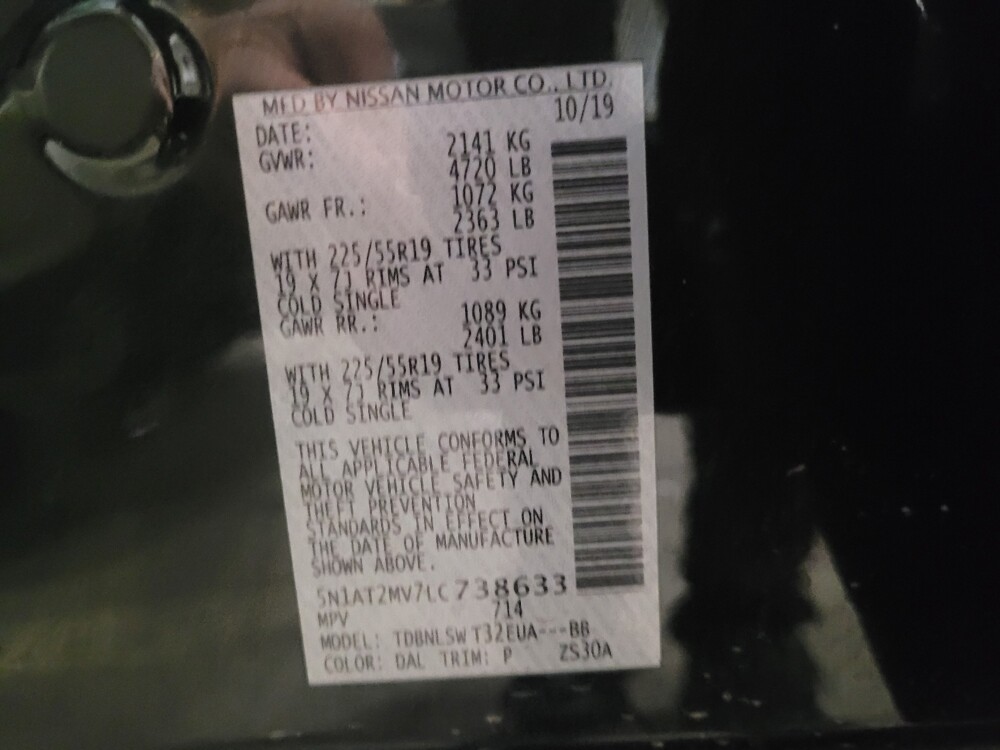 MFD BY NISSAN MOTOR CO., LTD.
DATE: 10/19
GVWR: 2141 KG
4720 LB
GAWR FR.: 1072 KG
2363 LB
WITH 225/55R19 TIRES
19 X 7J RIMS AT 33 PSI
COLD SINGLE
GAWR RR.: 1089 KG
2401 LB
WITH 225/55R19 TIRES
19 X 7J RIMS AT 33 PSI
COLD SINGLE
THIS VEHICLE CONFORMS TO
ALL APPLICABLE FEDERAL
MOTOR VEHICLE SAFETY AND
THEFT PREVENTION
STANDARDS IN EFFECT ON
THE DATE OF MANUFACTURE
SHOWN ABOVE.
5N1AT2MV7LC738633
MPV 714
MODEL: TDBNLSW T32EUA---BB
COLOR: DAL TRIM: P ZS30A